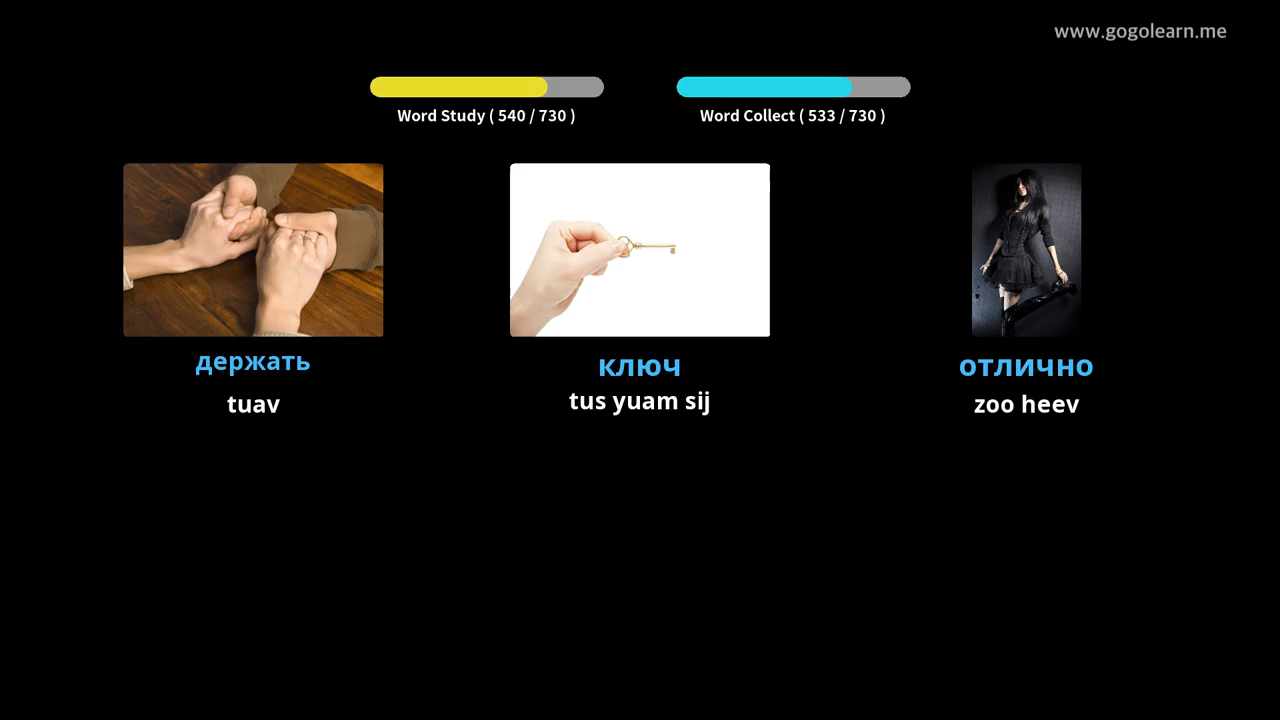 www.gogolearn.me
Word Study ( 540 / 730 )
Word Collect ( 533 / 730 )
держать
tuav
ключ
tus yuam sij
отлично
zoo heev